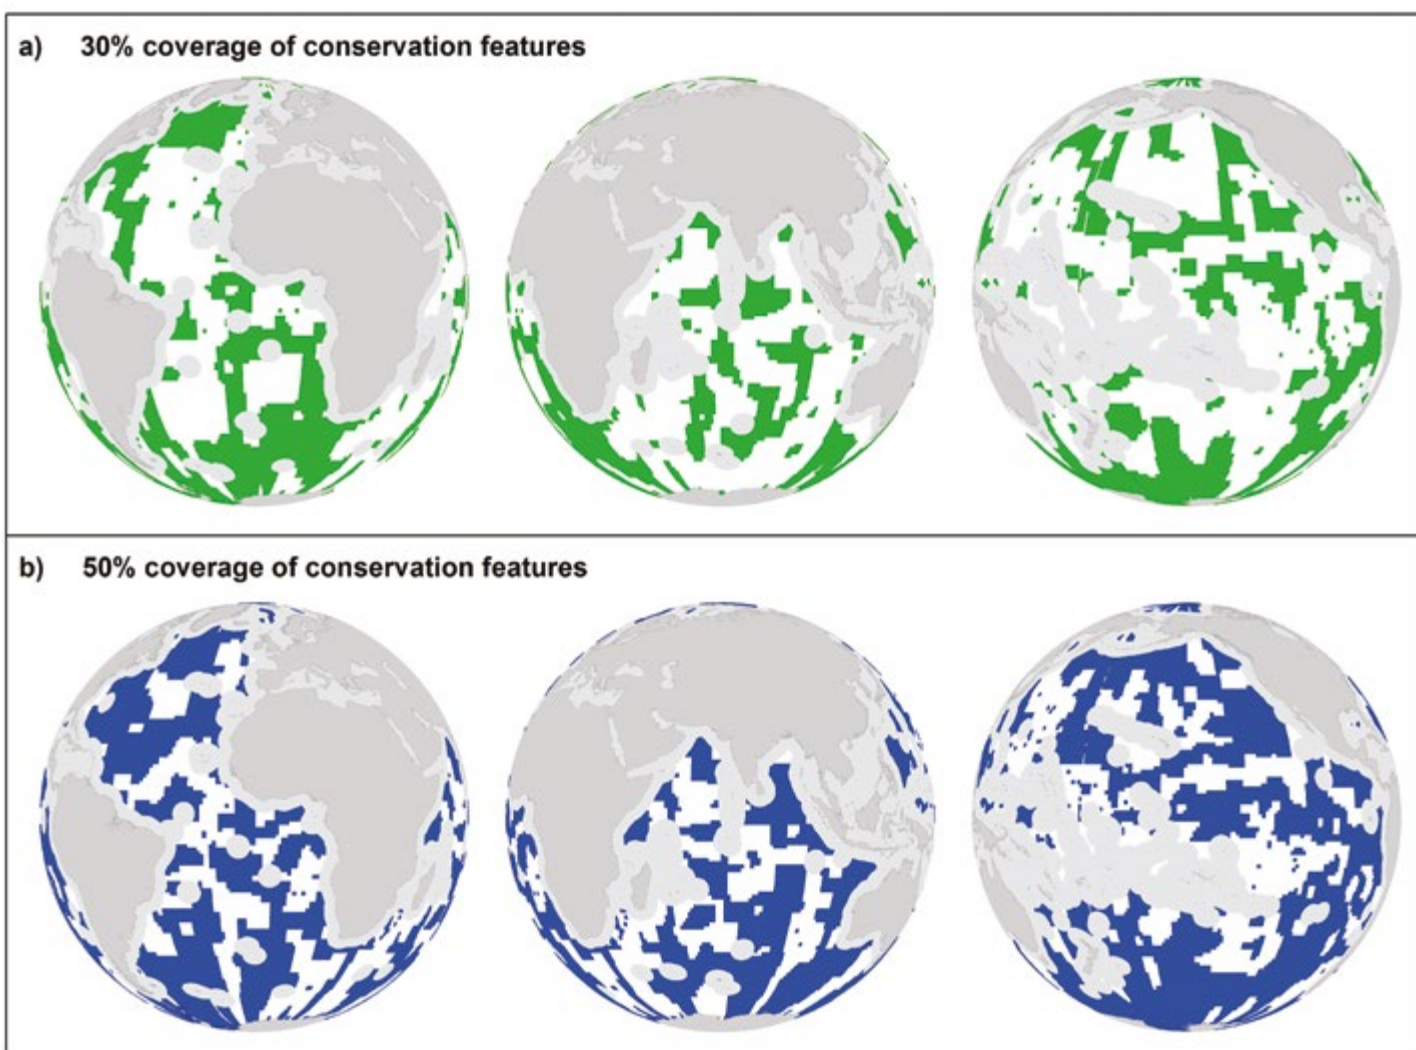 a) 30% coverage of conservation features
b) 50% coverage of conservation features